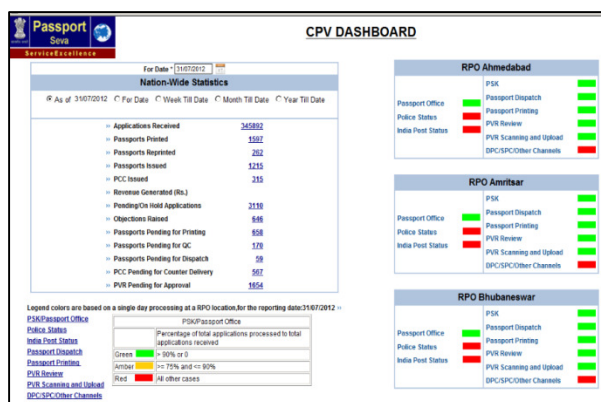 Passport
Seva
ServiceExcellence
CPV DASHBOARD
For Date * 31/07/2012
Nation-Wide Statistics
As of 31/07/2012 For Date Week Till Date Month Till Date Year Till Date
» Applications Received 345892
» Passports Printed 1597
» Passports Reprinted 262
» Passports Issued 1215
» PCC Issued 315
» Revenue Generated (Rs.)
» Pending/On Hold Applications 3110
» Objections Raised 646
» Passports Pending for Printing 658
» Passports Pending for QC 170
» Passports Pending for Dispatch 59
» PCC Pending for Counter Delivery 567
» PVR Pending for Approval 1654
Legend colors are based on a single day processing at a RPO location,for the reporting date:31/07/2012 »
PSK/Passport Office
Police Status
India Post Status
Passport Dispatch
Passport Printing
PVR Review
PVR Scanning and Upload
DPC/SPC/Other Channels
PSK/Passport Office
Percentage of total applications processed to total
applications received
Green > 90% or 0
Amber >= 75% and <= 90%
Red All other cases
RPO Ahmedabad
Passport Office
Police Status
India Post Status
PSK
Passport Dispatch
Passport Printing
PVR Review
PVR Scanning and Upload
DPC/SPC/Other Channels
RPO Amritsar
Passport Office
Police Status
India Post Status
PSK
Passport Dispatch
Passport Printing
PVR Review
PVR Scanning and Upload
DPC/SPC/Other Channels
RPO Bhubaneswar
Passport Office
Police Status
India Post Status
PSK
Passport Dispatch
Passport Printing
PVR Review
PVR Scanning and Upload
DPC/SPC/Other Channels